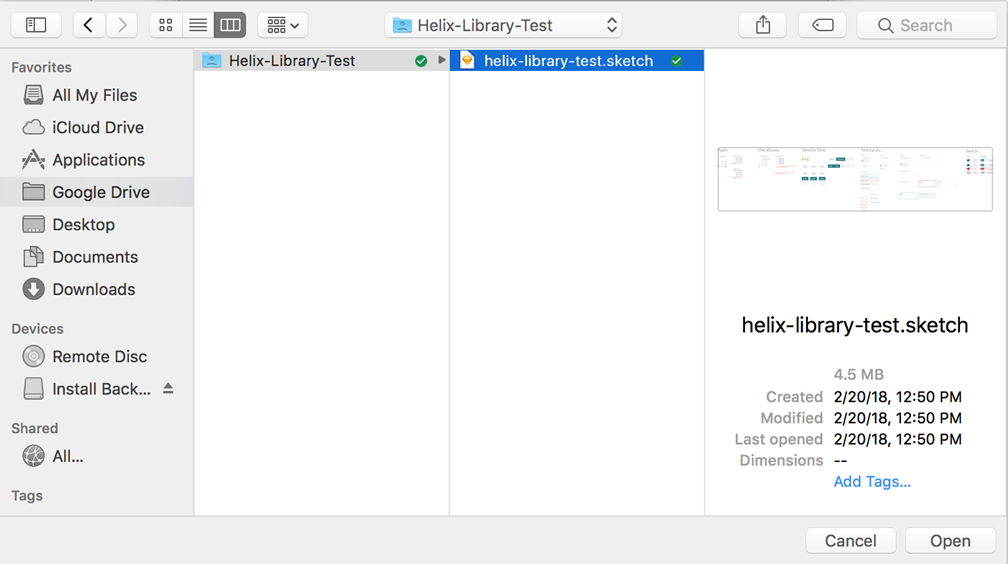 Helix-Library-Test
Search
Favorites
All My Files
iCloud Drive
Applications
Google Drive
Desktop
Documents
Downloads
Devices
Remote Disc
Install Back...
Shared
All...
Tags
Helix-Library-Test
helix-library-test.sketch
helix-library-test.sketch
4.5 MB
Created 2/20/18, 12:50 PM
Modified 2/20/18, 12:50 PM
Last opened 2/20/18, 12:50 PM
Dimensions --
Add Tags...
Cancel
Open